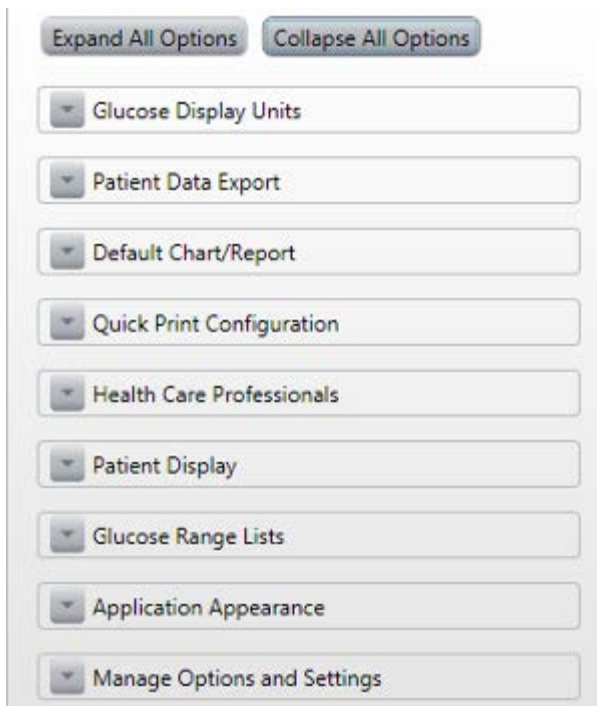 Expand All Options Collapse All Options
Glucose Display Units
Patient Data Export
Default Chart/Report
Quick Print Configuration
Health Care Professionals
Patient Display
Glucose Range Lists
Application Appearance
Manage Options and Settings